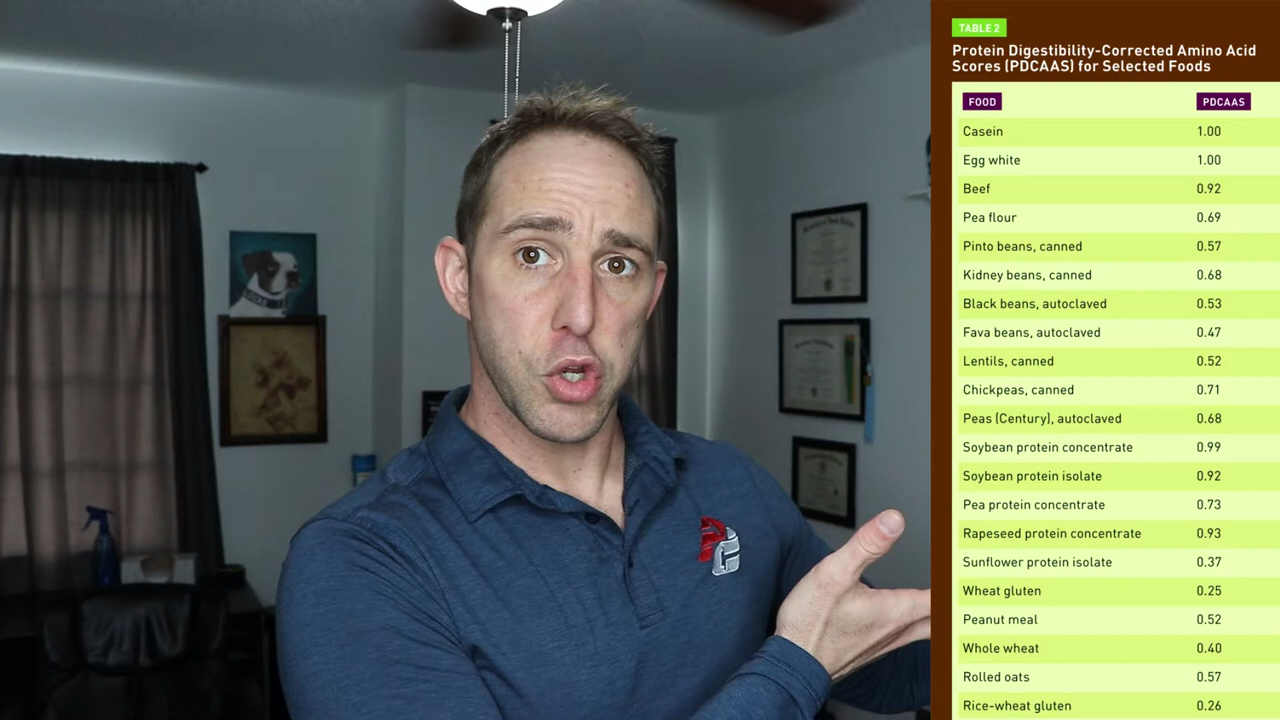 TABLE 2
Protein Digestibility-Corrected Amino Acid
Scores (PDCAAS) for Selected Foods
FOOD PDCAAS
Casein 1.00
Egg white 1.00
Beef 0.92
Pea flour 0.69
Pinto beans, canned 0.57
Kidney beans, canned 0.68
Black beans, autoclaved 0.53
Fava beans, autoclaved 0.47
Lentils, canned 0.52
Chickpeas, canned 0.71
Peas (Century), autoclaved 0.68
Soybean protein concentrate 0.99
Soybean protein isolate 0.92
Pea protein concentrate 0.73
Rapeseed protein concentrate 0.93
Sunflower protein isolate 0.37
Wheat gluten 0.25
Peanut meal 0.52
Whole wheat 0.40
Rolled oats 0.57
Rice-wheat gluten 0.26